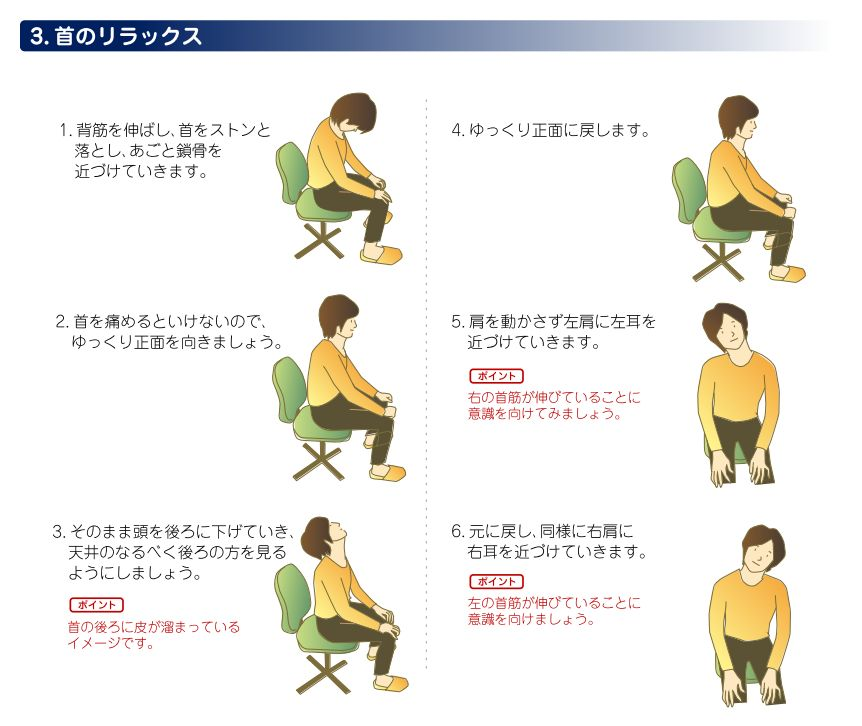 3. 首のリラックス
1. 背筋を伸ばし、首をストンと
落とし、あごと鎖骨を
近づけていきます。
2. 首を痛めるといけないので、
ゆっくり正面を向きましょう。
3. そのまま頭を後ろに下げていき、
天井のなるべく後ろの方を見る
ようにしましょう。
ポイント
首の後ろに皮が溜まっている
イメージです。
4. ゆっくり正面に戻します。
5. 肩を動かさず左肩に左耳を
近づけていきます。
ポイント
右の首筋が伸びていることに
意識を向けてみましょう。
6. 元に戻し、同様に右肩に
右耳を近づけていきます。
ポイント
左の首筋が伸びていることに
意識を向けましょう。